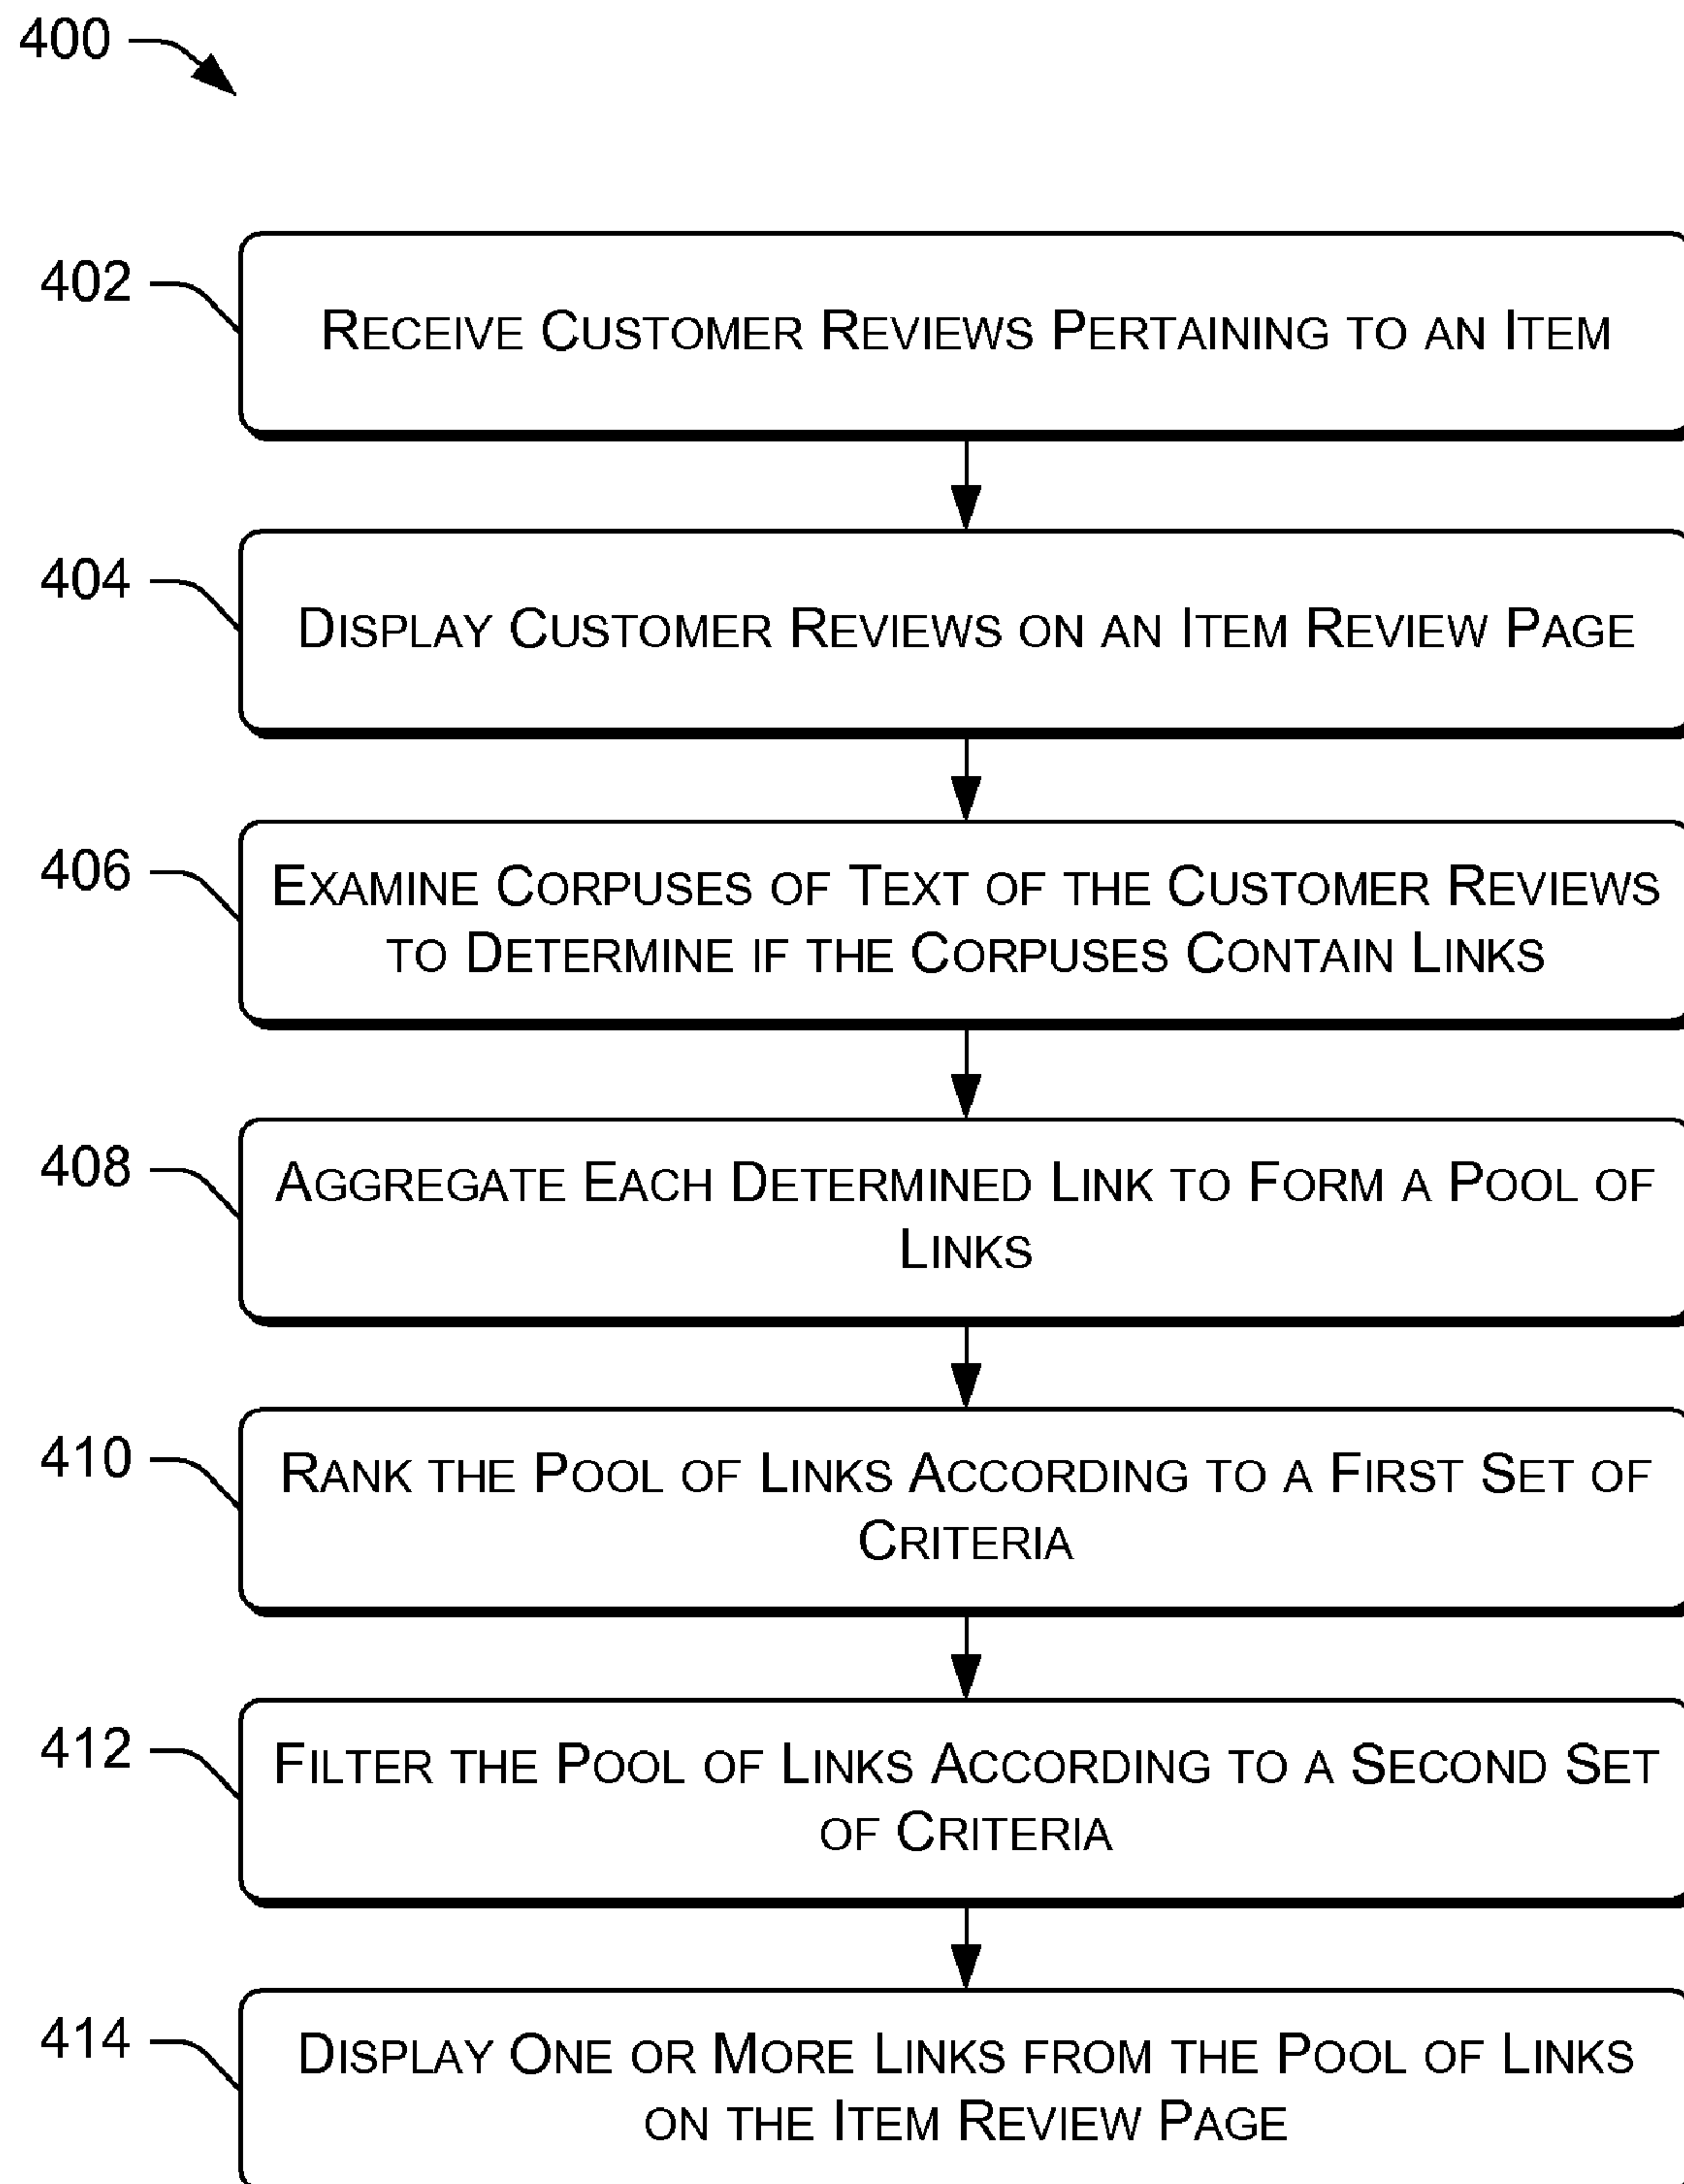 400
402
RECEIVE CUSTOMER REVIEWS PERTAINING TO AN ITEM
404
DISPLAY CUSTOMER REVIEWS ON AN ITEM REVIEW PAGE
406
EXAMINE CORPUSES OF TEXT OF THE CUSTOMER REVIEWS
TO DETERMINE IF THE CORPUSES CONTAIN LINKS
408
AGGREGATE EACH DETERMINED LINK TO FORM A POOL OF
LINKS
410
RANK THE POOL OF LINKS ACCORDING TO A FIRST SET OF
CRITERIA
412
FILTER THE POOL OF LINKS ACCORDING TO A SECOND SET
OF CRITERIA
414
DISPLAY ONE OR MORE LINKS FROM THE POOL OF LINKS
ON THE ITEM REVIEW PAGE